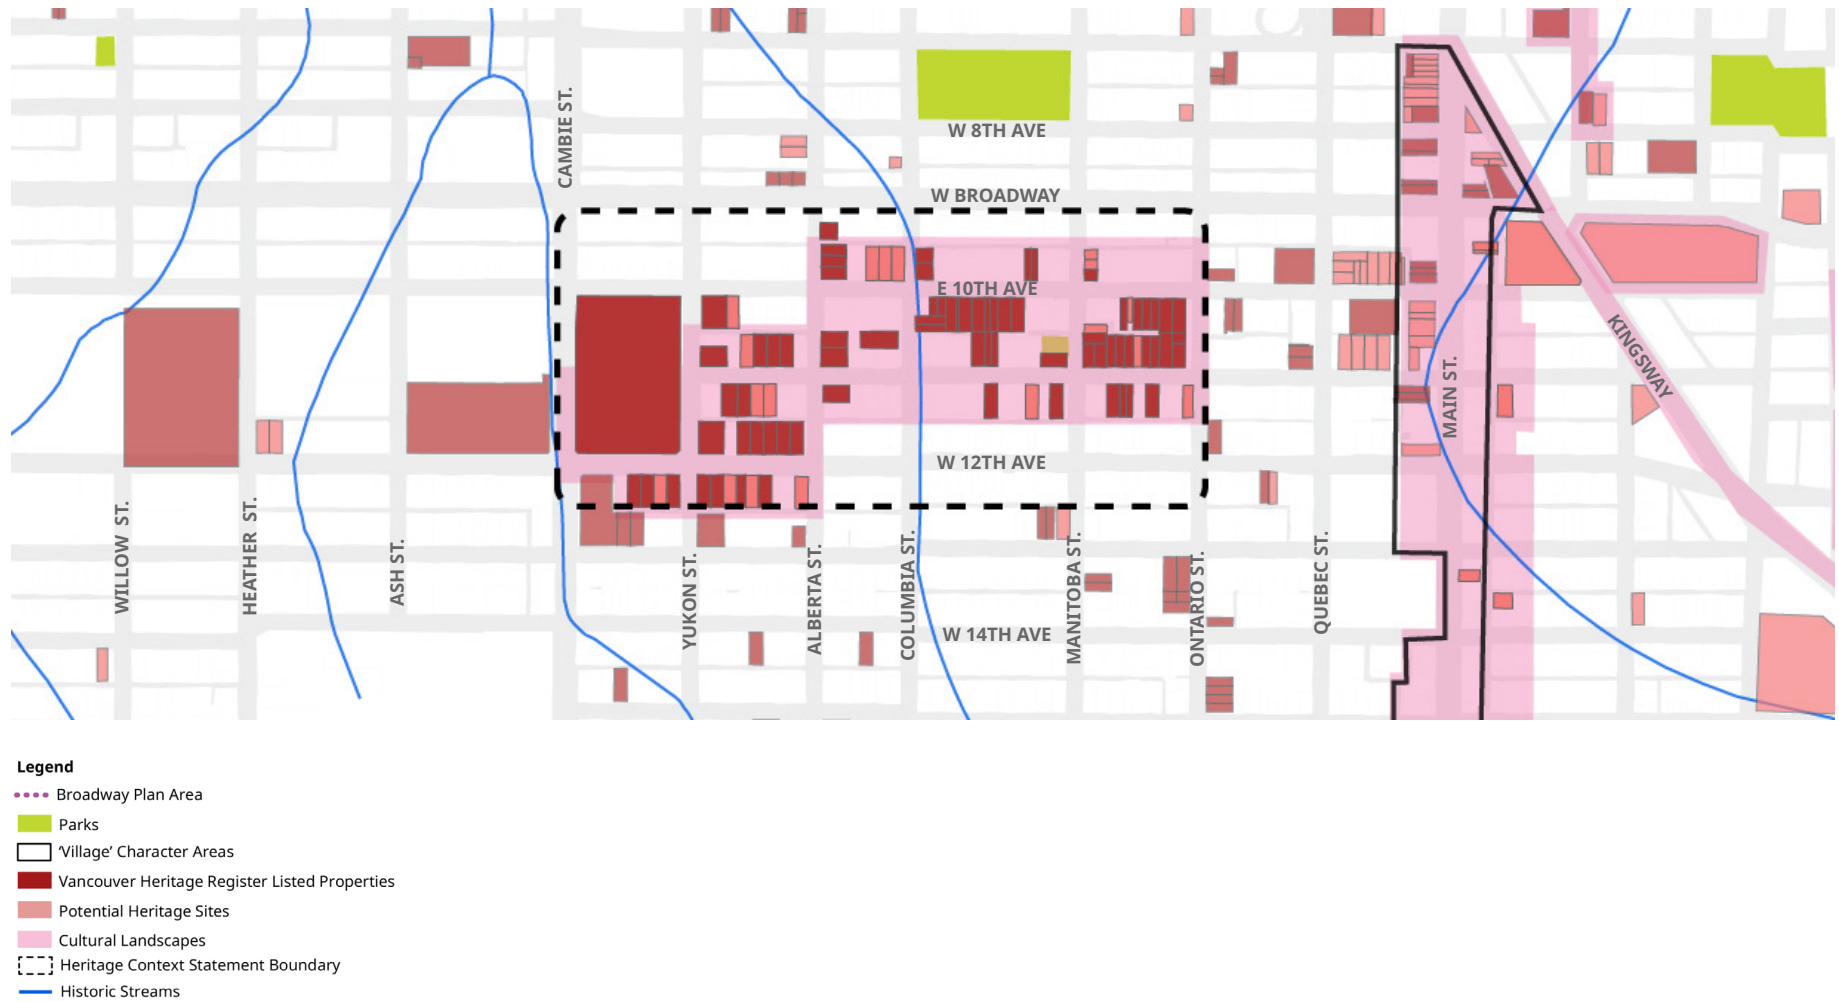 CAMBIE ST.
W 8TH AVE
W BROADWAY
E 10TH AVE
KINGSWAY
MAIN ST.
W 12TH AVE
WILLOW ST.
HEATHER ST.
ASH ST.
YUKON ST.
ALBERTA ST.
COLUMBIA ST.
MANITOBA ST.
ONTARIO ST.
QUEBEC ST.
W 14TH AVE
Legend
Broadway Plan Area
Parks
‘Village’ Character Areas
Vancouver Heritage Register Listed Properties
Potential Heritage Sites
Cultural Landscapes
Heritage Context Statement Boundary
Historic Streams